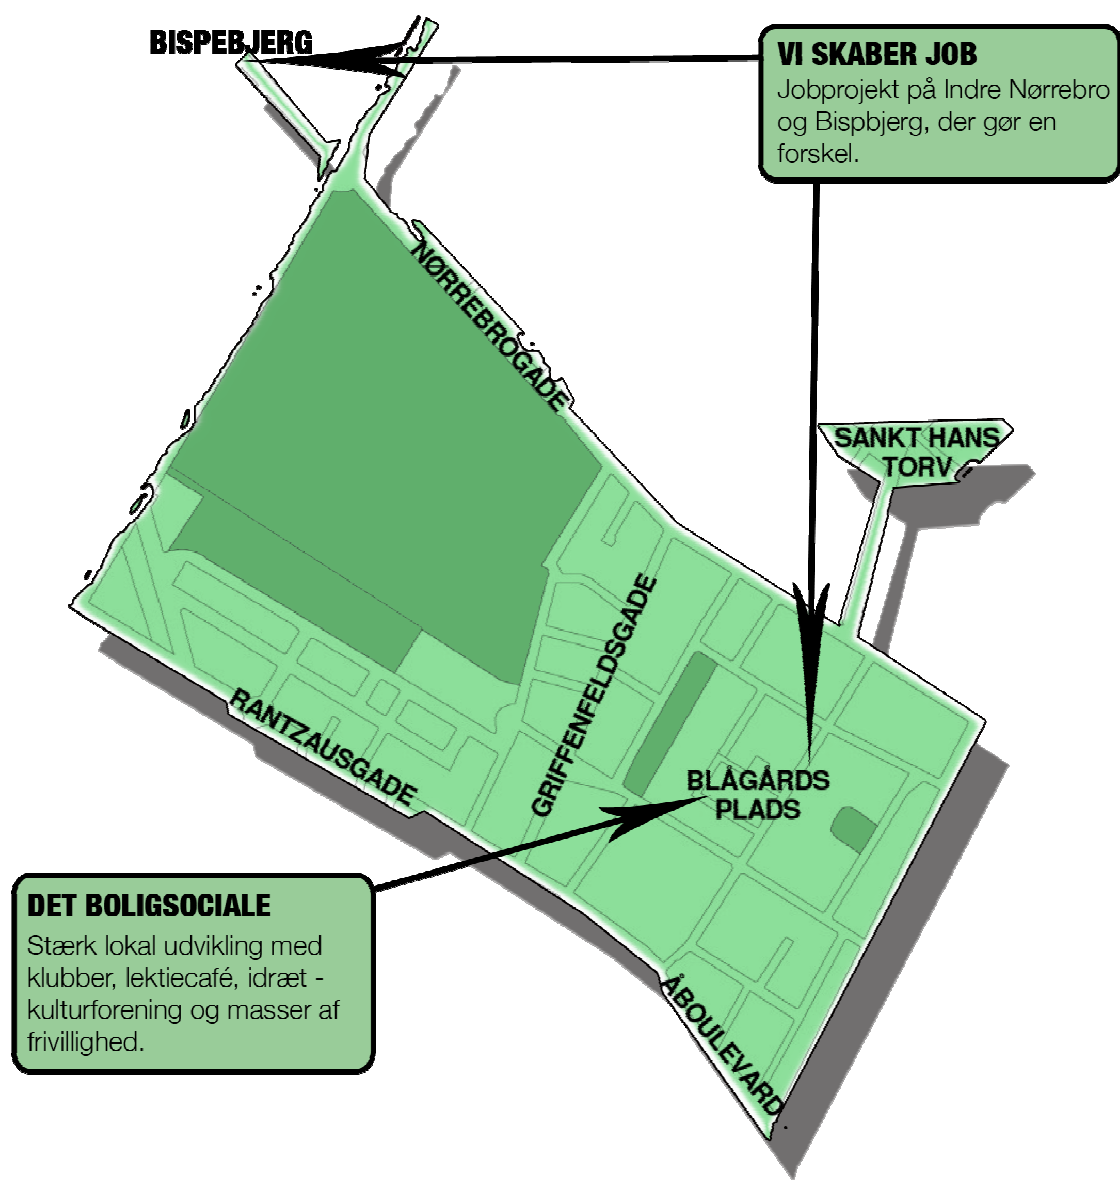 BISPEBJERG
VI SKABER JOB
Jobprojekt på Indre Nørrebro
og Bispbjerg, der gør en
forskel.
NØRREBROGADE
SANKT HANS
TORV
GRIFFENFELDSGADE
RANTZAUSGADE
BLÅGÅRDS
PLADS
DET BOLIGSOCIALE
Stærk lokal udvikling med
klubber, lektiecafé, idræt -
kulturforening og masser af
frivillighed.
ÅBOULEVARD